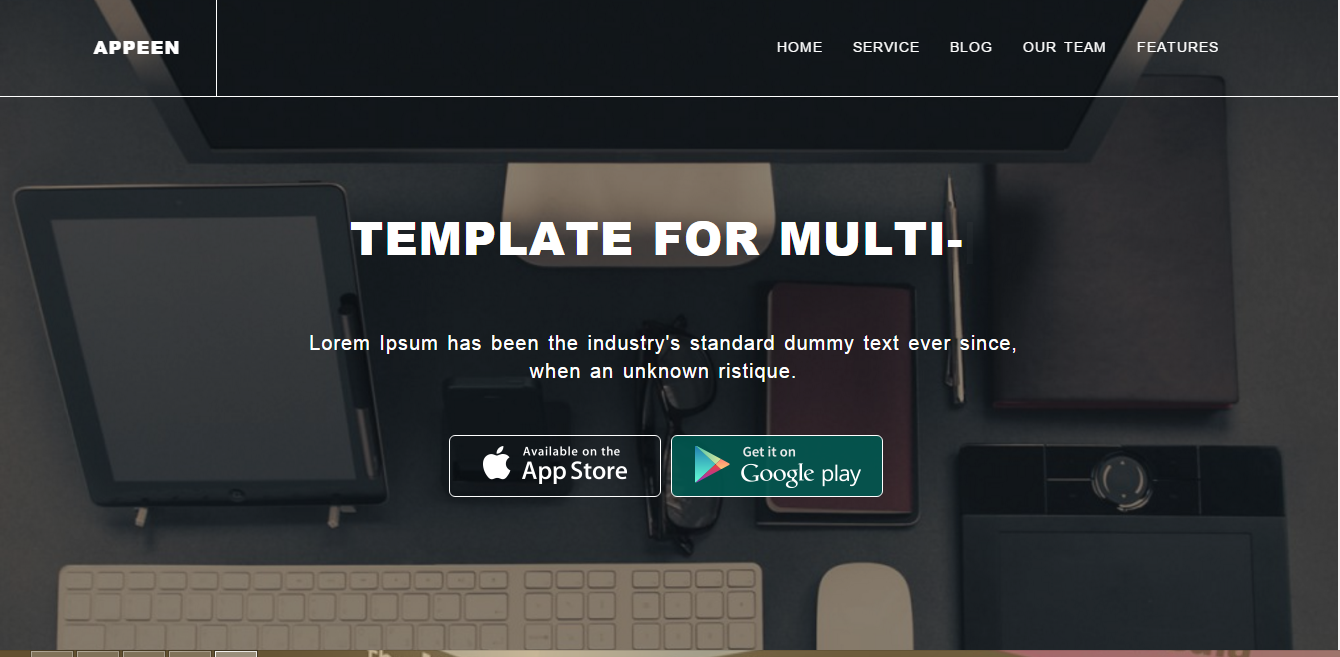 APPEEN
HOME SERVICE BLOG OUR TEAM FEATURES
TEMPLATE FOR MULTI-
Lorem Ipsum has been the industry's standard dummy text ever since,
when an unknown ristique.
Available on the
App Store
Get it on
Google play